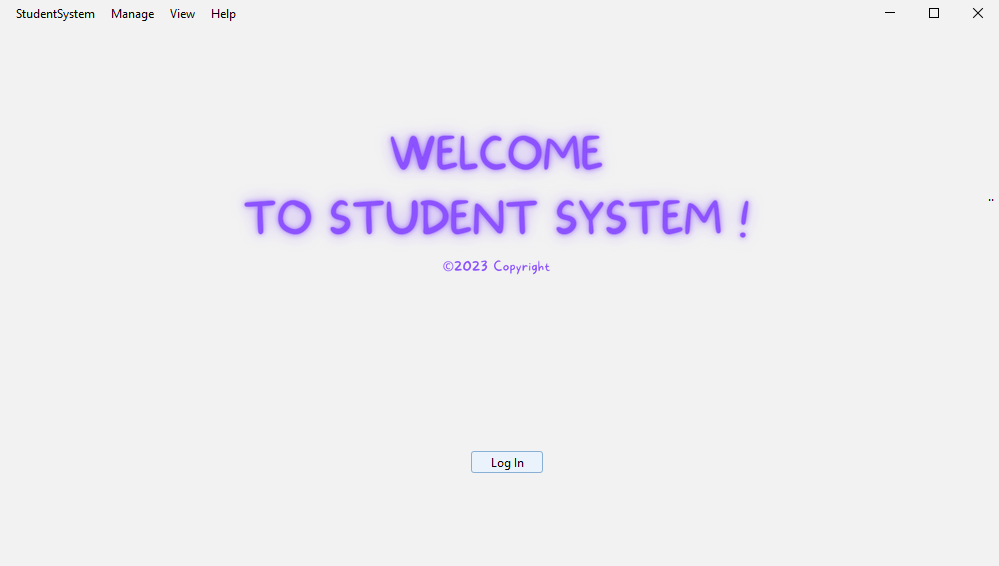 StudentSystem Manage View Help
WELCOME
TO STUDENT SYSTEM !
..
©2023 Copyright
Log In